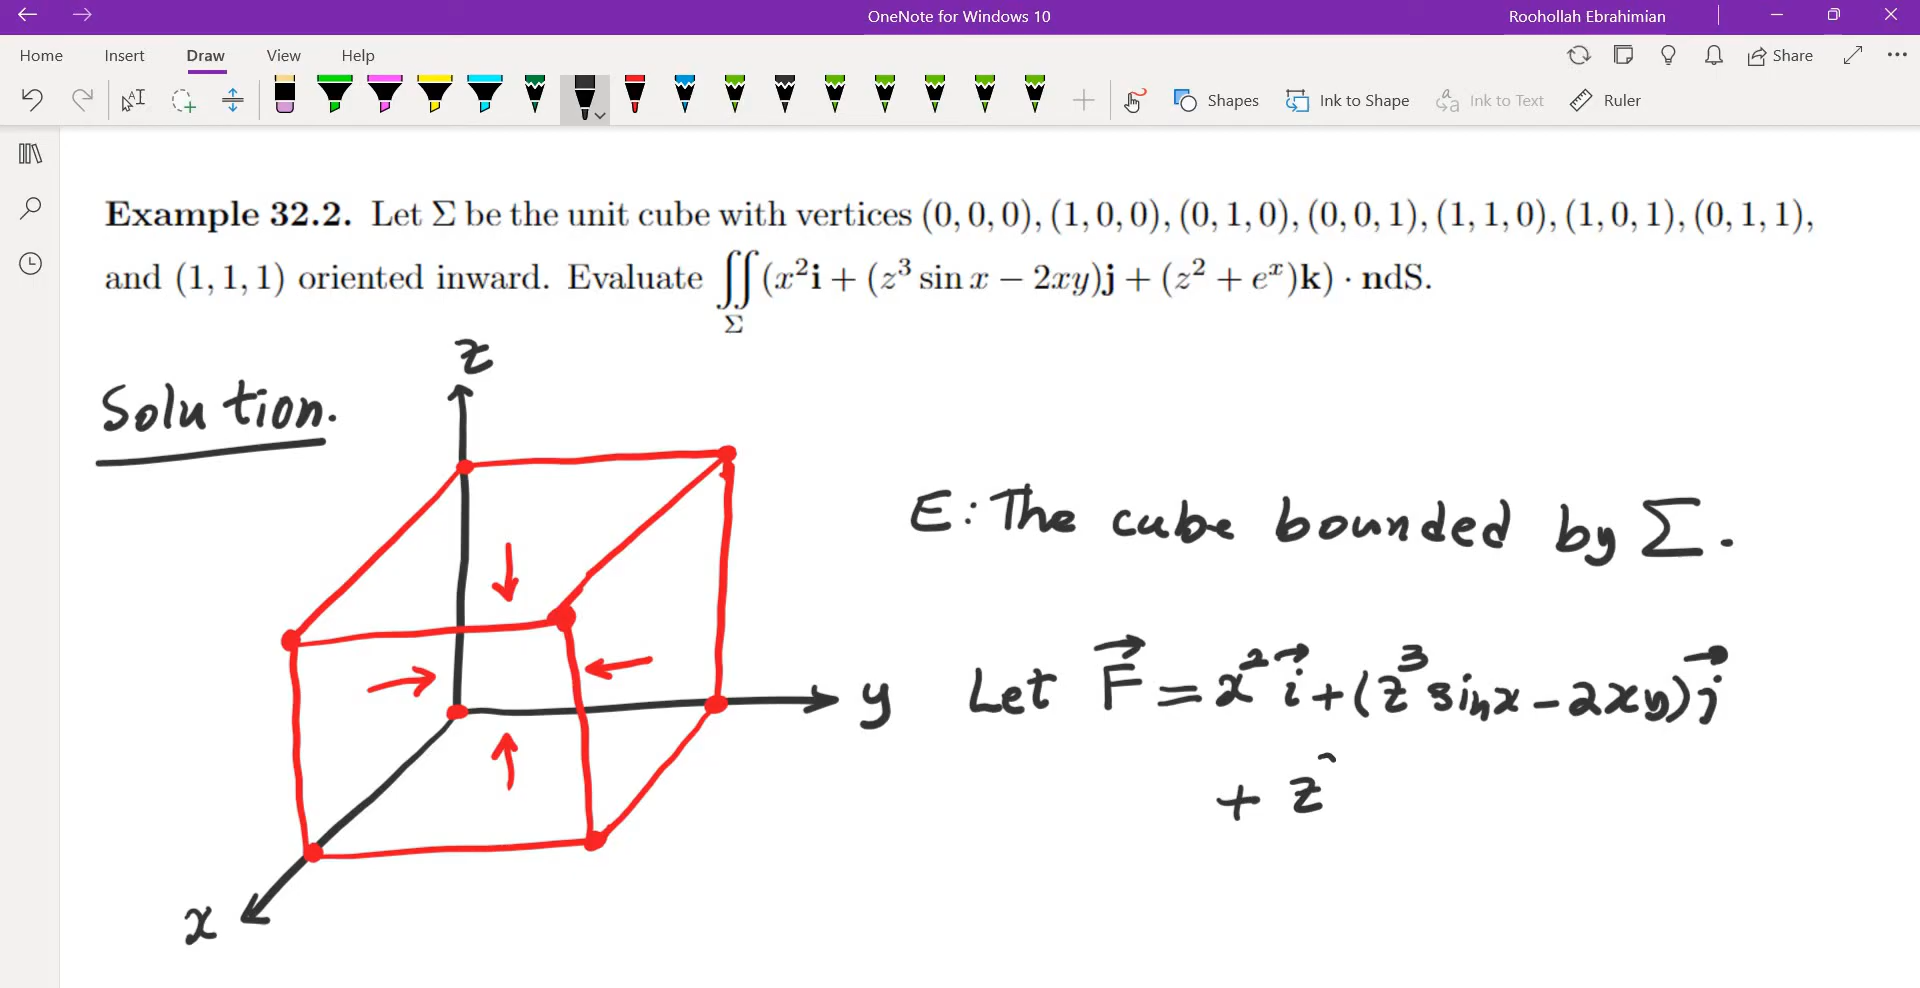 OneNote for Windows 10
Roohollah Ebrahimian
Home Insert Draw View Help
Share
Shapes Ink to Shape Ink to Text Ruler
Example 32.2. Let Σ be the unit cube with vertices (0, 0, 0), (1, 0, 0), (0, 1, 0), (0, 0, 1), (1, 1, 0), (1, 0, 1), (0, 1, 1),
and (1, 1, 1) oriented inward. Evaluate ∬_Σ (x²i + (z³ sin x − 2xy)j + (z² + eˣ)k) · ndS.
Solution.
z
y
x
E: The cube bounded by Σ.
Let F⃗ = x² i⃗ + (z³ sinx − 2xy) j⃗
+ z